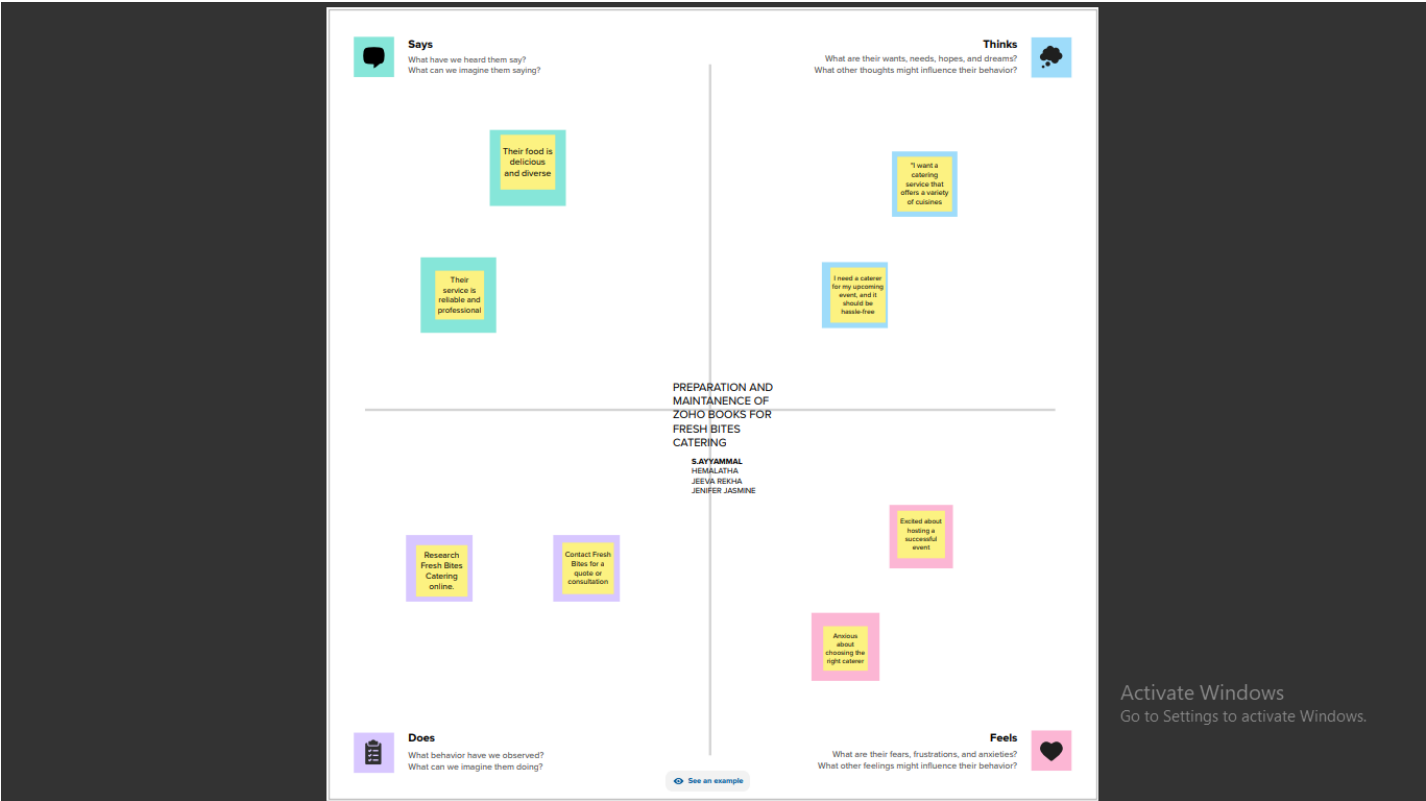 Says
What have we heard them say?
What can we imagine them saying?
Thinks
What are their wants, needs, hopes, and dreams?
What other thoughts might influence their behavior?
Their food is
delicious
and diverse
Their
service is
reliable and
professional
"I want a
catering
service that
offers a variety
of cuisines
I need a caterer
for my upcoming
event, and it
should be
hassle-free
PREPARATION AND
MAINTANENCE OF
ZOHO BOOKS FOR
FRESH BITES
CATERING
S.AYYAMMAL
HEMALATHA
JEEVA REKHA
JENIFER JASMINE
Research
Fresh Bites
Catering
online.
Contact Fresh
Bites for a
quote or
consultation
Excited about
hosting a
successful
event
Anxious
about
choosing the
right caterer
Does
What behavior have we observed?
What can we imagine them doing?
Feels
What are their fears, frustrations, and anxieties?
What other feelings might influence their behavior?
See an example
Activate Windows
Go to Settings to activate Windows.